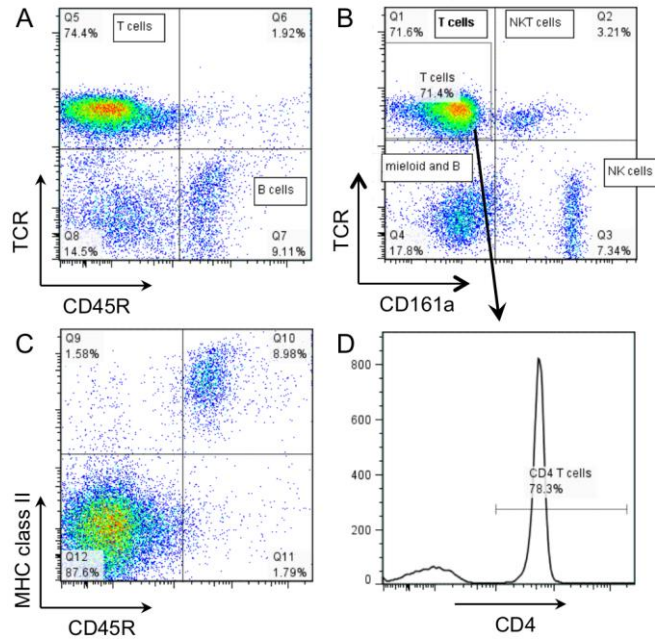 A
Q5
74.4%
T cells
Q6
1.92%
B cells
Q8
14.5%
Q7
9.11%
TCR
CD45R
B
Q1
71.6%
T cells
NKT cells
Q2
3.21%
T cells
71.4%
mieloid and B
NK cells
Q4
17.8%
Q3
7.34%
TCR
CD161a
C
Q9
1.58%
Q10
8.98%
Q12
87.6%
Q11
1.79%
MHC class II
CD45R
D
800
600
400
200
0
CD4 T cells
78.3%
CD4